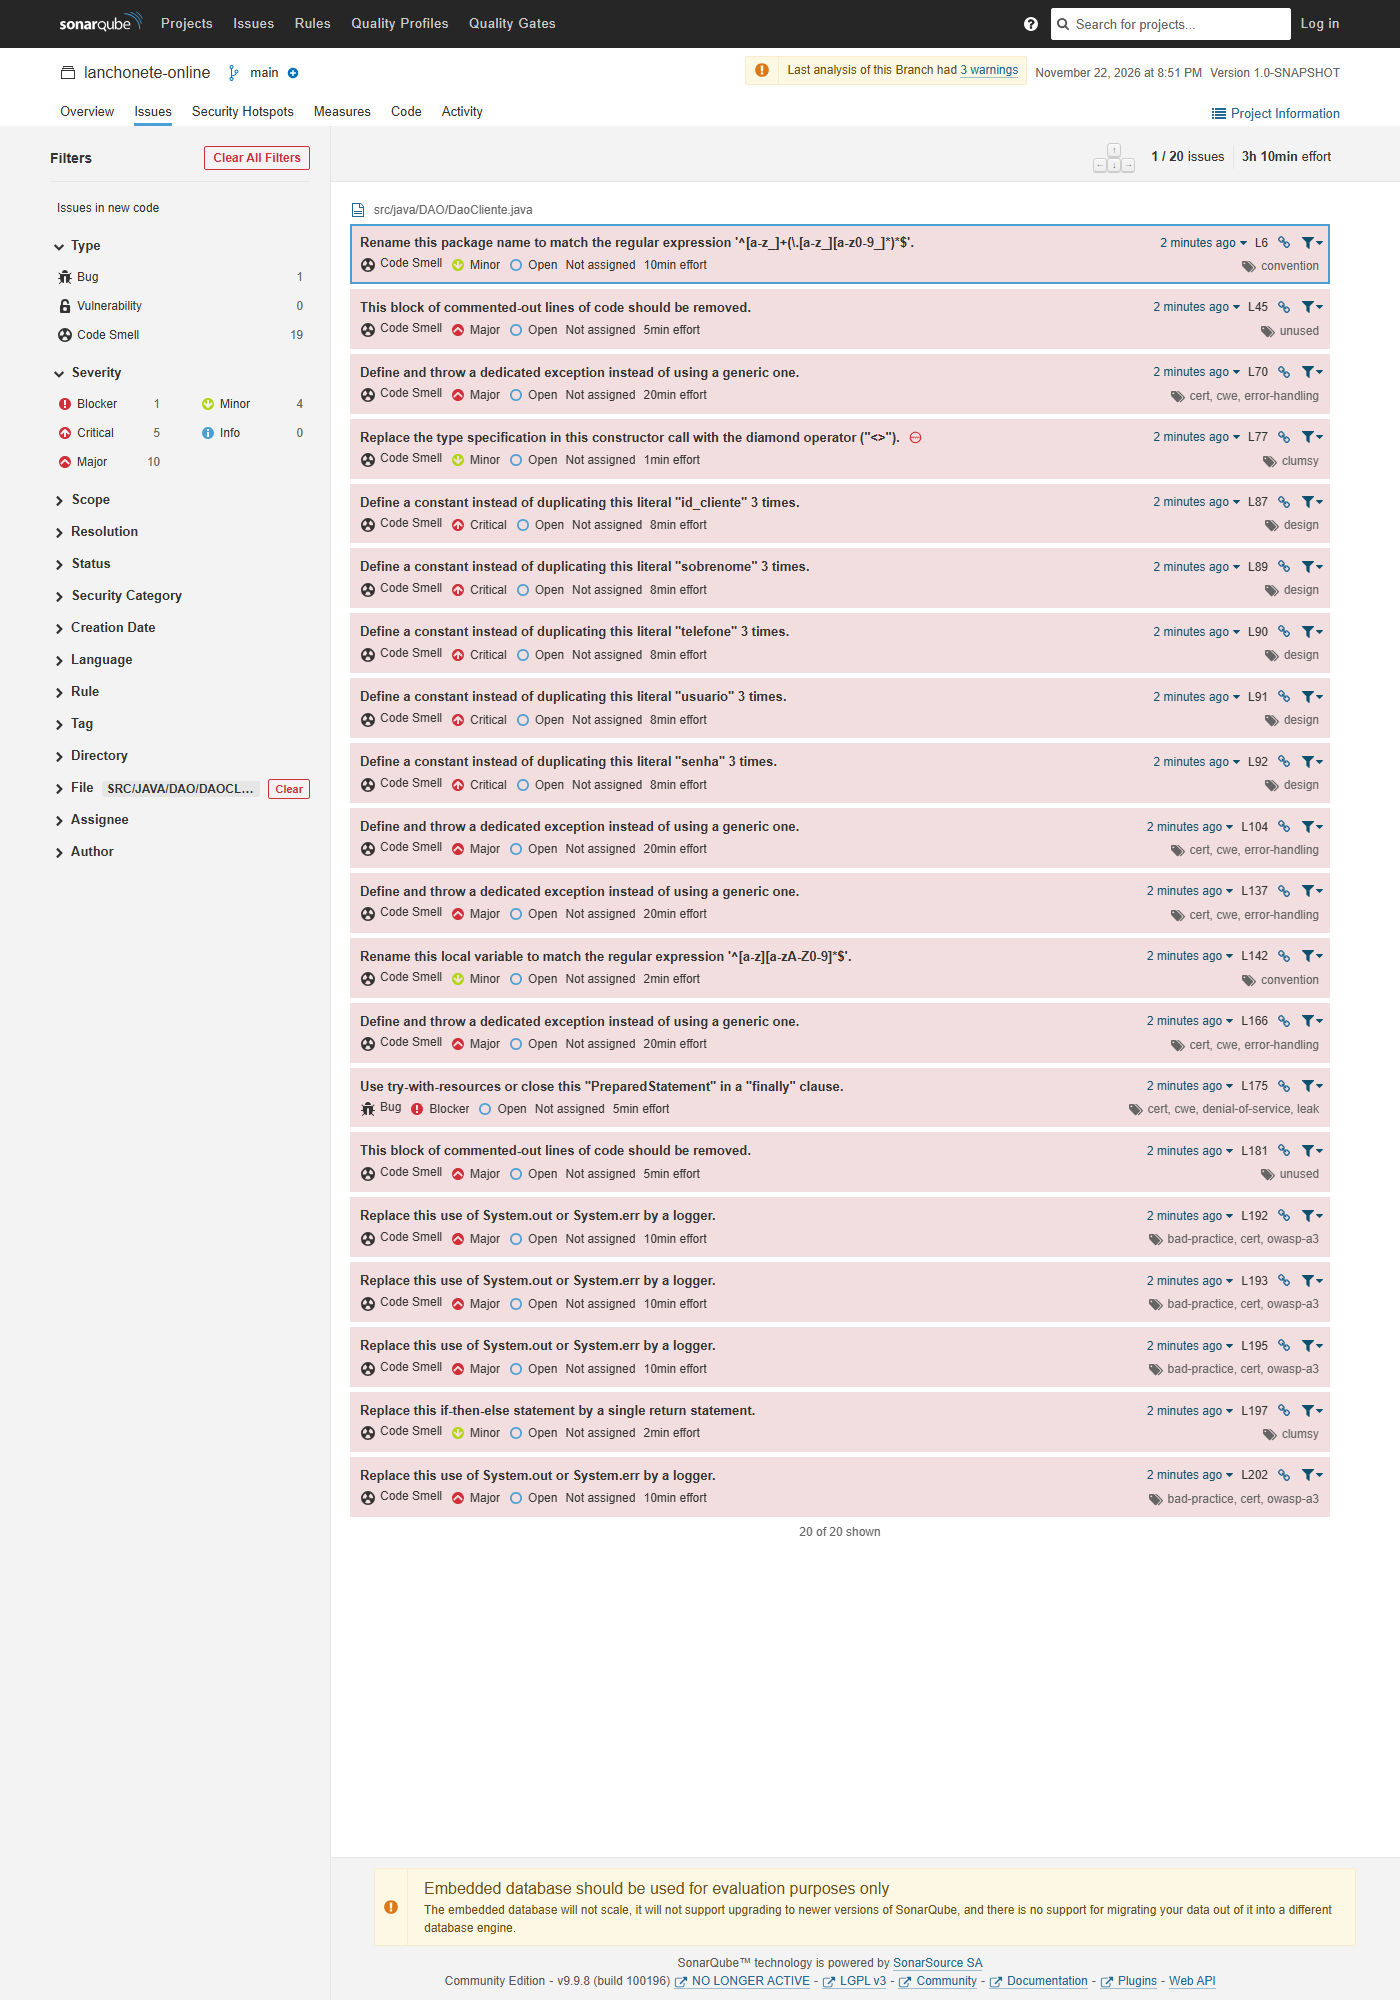 sonarqube Projects Issues Rules Quality Profiles Quality Gates Search for projects... Log in
lanchonete-online main Last analysis of this Branch had 3 warnings November 22, 2026 at 8:51 PM Version 1.0-SNAPSHOT
Overview Issues Security Hotspots Measures Code Activity Project Information
Filters Clear All Filters
Issues in new code
Type
Bug 1
Vulnerability 0
Code Smell 19
Severity
Blocker 1 Minor 4
Critical 5 Info 0
Major 10
Scope
Resolution
Status
Security Category
Creation Date
Language
Rule
Tag
Directory
File SRC/JAVA/DAO/DAOCL... Clear
Assignee
Author
1 / 20 issues 3h 10min effort
src/java/DAO/DaoCliente.java
Rename this package name to match the regular expression '^[a-z_]+(\.[a-z_][a-z0-9_]*)*$'. 2 minutes ago L6
Code Smell Minor Open Not assigned 10min effort convention
This block of commented-out lines of code should be removed. 2 minutes ago L45
Code Smell Major Open Not assigned 5min effort unused
Define and throw a dedicated exception instead of using a generic one. 2 minutes ago L70
Code Smell Major Open Not assigned 20min effort cert, cwe, error-handling
Replace the type specification in this constructor call with the diamond operator ("<>"). 2 minutes ago L77
Code Smell Minor Open Not assigned 1min effort clumsy
Define a constant instead of duplicating this literal "id_cliente" 3 times. 2 minutes ago L87
Code Smell Critical Open Not assigned 8min effort design
Define a constant instead of duplicating this literal "sobrenome" 3 times. 2 minutes ago L89
Code Smell Critical Open Not assigned 8min effort design
Define a constant instead of duplicating this literal "telefone" 3 times. 2 minutes ago L90
Code Smell Critical Open Not assigned 8min effort design
Define a constant instead of duplicating this literal "usuario" 3 times. 2 minutes ago L91
Code Smell Critical Open Not assigned 8min effort design
Define a constant instead of duplicating this literal "senha" 3 times. 2 minutes ago L92
Code Smell Critical Open Not assigned 8min effort design
Define and throw a dedicated exception instead of using a generic one. 2 minutes ago L104
Code Smell Major Open Not assigned 20min effort cert, cwe, error-handling
Define and throw a dedicated exception instead of using a generic one. 2 minutes ago L137
Code Smell Major Open Not assigned 20min effort cert, cwe, error-handling
Rename this local variable to match the regular expression '^[a-z][a-zA-Z0-9]*$'. 2 minutes ago L142
Code Smell Minor Open Not assigned 2min effort convention
Define and throw a dedicated exception instead of using a generic one. 2 minutes ago L166
Code Smell Major Open Not assigned 20min effort cert, cwe, error-handling
Use try-with-resources or close this "PreparedStatement" in a "finally" clause. 2 minutes ago L175
Bug Blocker Open Not assigned 5min effort cert, cwe, denial-of-service, leak
This block of commented-out lines of code should be removed. 2 minutes ago L181
Code Smell Major Open Not assigned 5min effort unused
Replace this use of System.out or System.err by a logger. 2 minutes ago L192
Code Smell Major Open Not assigned 10min effort bad-practice, cert, owasp-a3
Replace this use of System.out or System.err by a logger. 2 minutes ago L193
Code Smell Major Open Not assigned 10min effort bad-practice, cert, owasp-a3
Replace this use of System.out or System.err by a logger. 2 minutes ago L195
Code Smell Major Open Not assigned 10min effort bad-practice, cert, owasp-a3
Replace this if-then-else statement by a single return statement. 2 minutes ago L197
Code Smell Minor Open Not assigned 2min effort clumsy
Replace this use of System.out or System.err by a logger. 2 minutes ago L202
Code Smell Major Open Not assigned 10min effort bad-practice, cert, owasp-a3
20 of 20 shown
Embedded database should be used for evaluation purposes only
The embedded database will not scale, it will not support upgrading to newer versions of SonarQube, and there is no support for migrating your data out of it into a different
database engine.
SonarQube™ technology is powered by SonarSource SA
Community Edition - v9.9.8 (build 100196) NO LONGER ACTIVE - LGPL v3 - Community - Documentation - Plugins - Web API